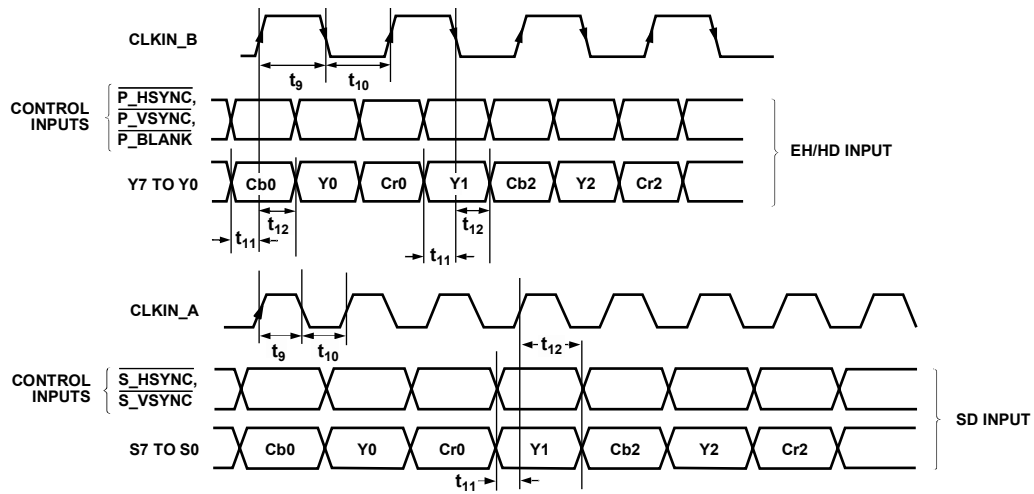 CLKIN_B
t9
t10
CONTROL
INPUTS
P_HSYNC,
P_VSYNC,
P_BLANK
EH/HD INPUT
Y7 TO Y0
Cb0
Y0
Cr0
Y1
Cb2
Y2
Cr2
t12
t12
t11
t11
CLKIN_A
t9
t10
t12
CONTROL
INPUTS
S_HSYNC,
S_VSYNC
SD INPUT
S7 TO S0
Cb0
Y0
Cr0
Y1
Cb2
Y2
Cr2
t11